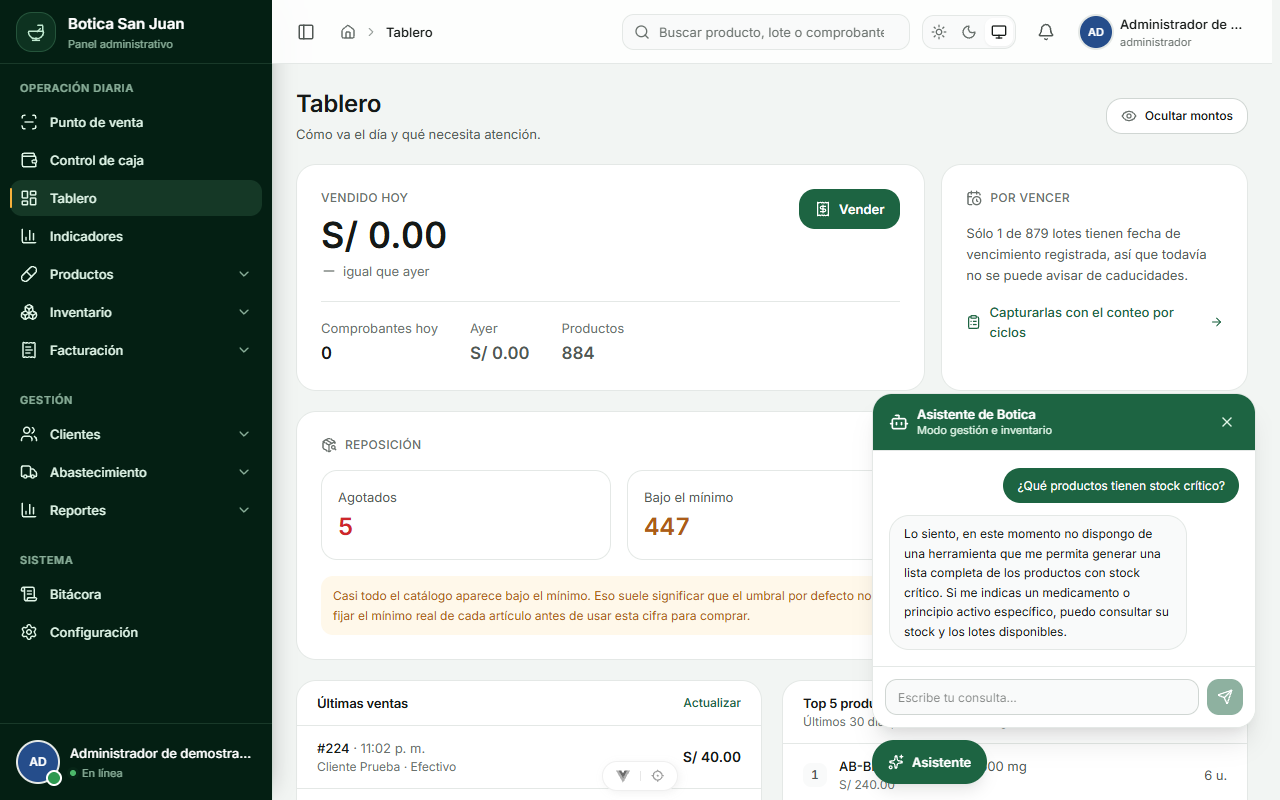 Botica San Juan
Panel administrativo
OPERACIÓN DIARIA
Punto de venta
Control de caja
Tablero
Indicadores
Productos
Inventario
Facturación
GESTIÓN
Clientes
Abastecimiento
Reportes
SISTEMA
Bitácora
Configuración
AD
Administrador de demostra...
En línea
Tablero
Buscar producto, lote o comprobante
AD
Administrador de ...
administrador
Tablero
Cómo va el día y qué necesita atención.
Ocultar montos
VENDIDO HOY
S/ 0.00
— igual que ayer
Vender
Comprobantes hoy
0
Ayer
S/ 0.00
Productos
884
POR VENCER
Sólo 1 de 879 lotes tienen fecha de
vencimiento registrada, así que todavía
no se puede avisar de caducidades.
Capturarlas con el conteo por
ciclos
REPOSICIÓN
Agotados
5
Bajo el mínimo
447
Casi todo el catálogo aparece bajo el mínimo. Eso suele significar que el umbral por defecto no
fijar el mínimo real de cada artículo antes de usar esta cifra para comprar.
Últimas ventas
Actualizar
#224 · 11:02 p. m.
Cliente Prueba · Efectivo
S/ 40.00
Top 5
Últimos 30
1
S/ 240.00
00 mg
6 u.
Asistente de Botica
Modo gestión e inventario
¿Qué productos tienen stock crítico?
Lo siento, en este momento no dispongo de
una herramienta que me permita generar una
lista completa de los productos con stock
crítico. Si me indicas un medicamento o
principio activo específico, puedo consultar su
stock y los lotes disponibles.
Escribe tu consulta...
Asistente